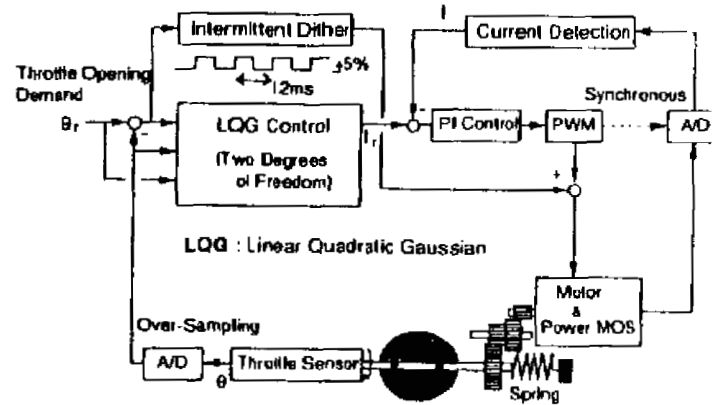 Intermittent Dither
I
Current Detection
±5%
12ms
Throttle Opening
Demand
θr
-
LQG Control
(Two Degrees
of Freedom)
Ir
-
PI Control
PWM
Synchronous
A/D
+
LQG : Linear Quadratic Gaussian
Motor
&
Power MOS
Over-Sampling
A/D
θ
Throttle Sensor
Spring